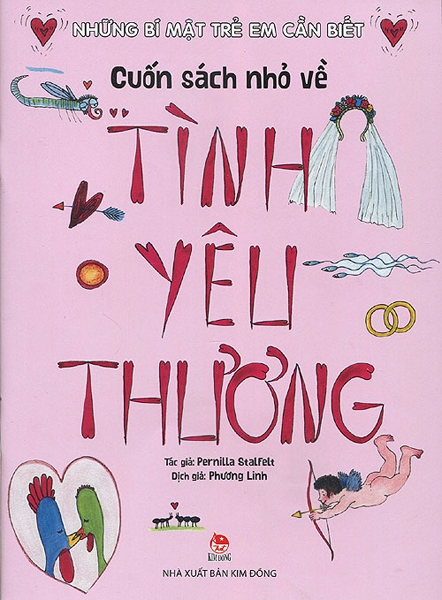 NHỮNG BÍ MẬT TRẺ EM CẦN BIẾT
Cuốn sách nhỏ về
TÌNH
YÊU
THƯƠNG
Tác giả: Pernilla Stalfelt
Dịch giả: Phương Linh
KIM ĐỒNG
NHÀ XUẤT BẢN KIM ĐỒNG